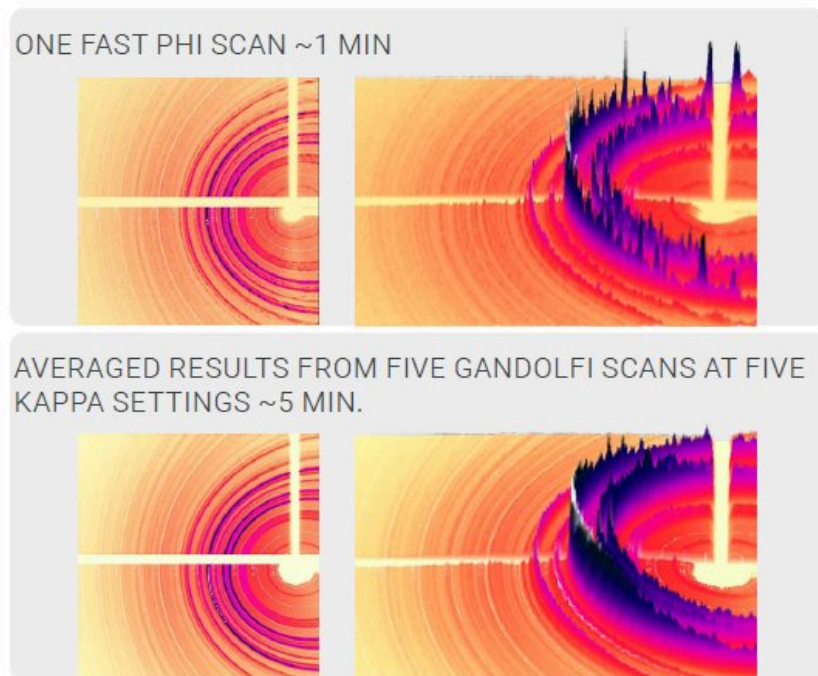 ONE FAST PHI SCAN ~1 MIN
AVERAGED RESULTS FROM FIVE GANDOLFI SCANS AT FIVE
KAPPA SETTINGS ~5 MIN.